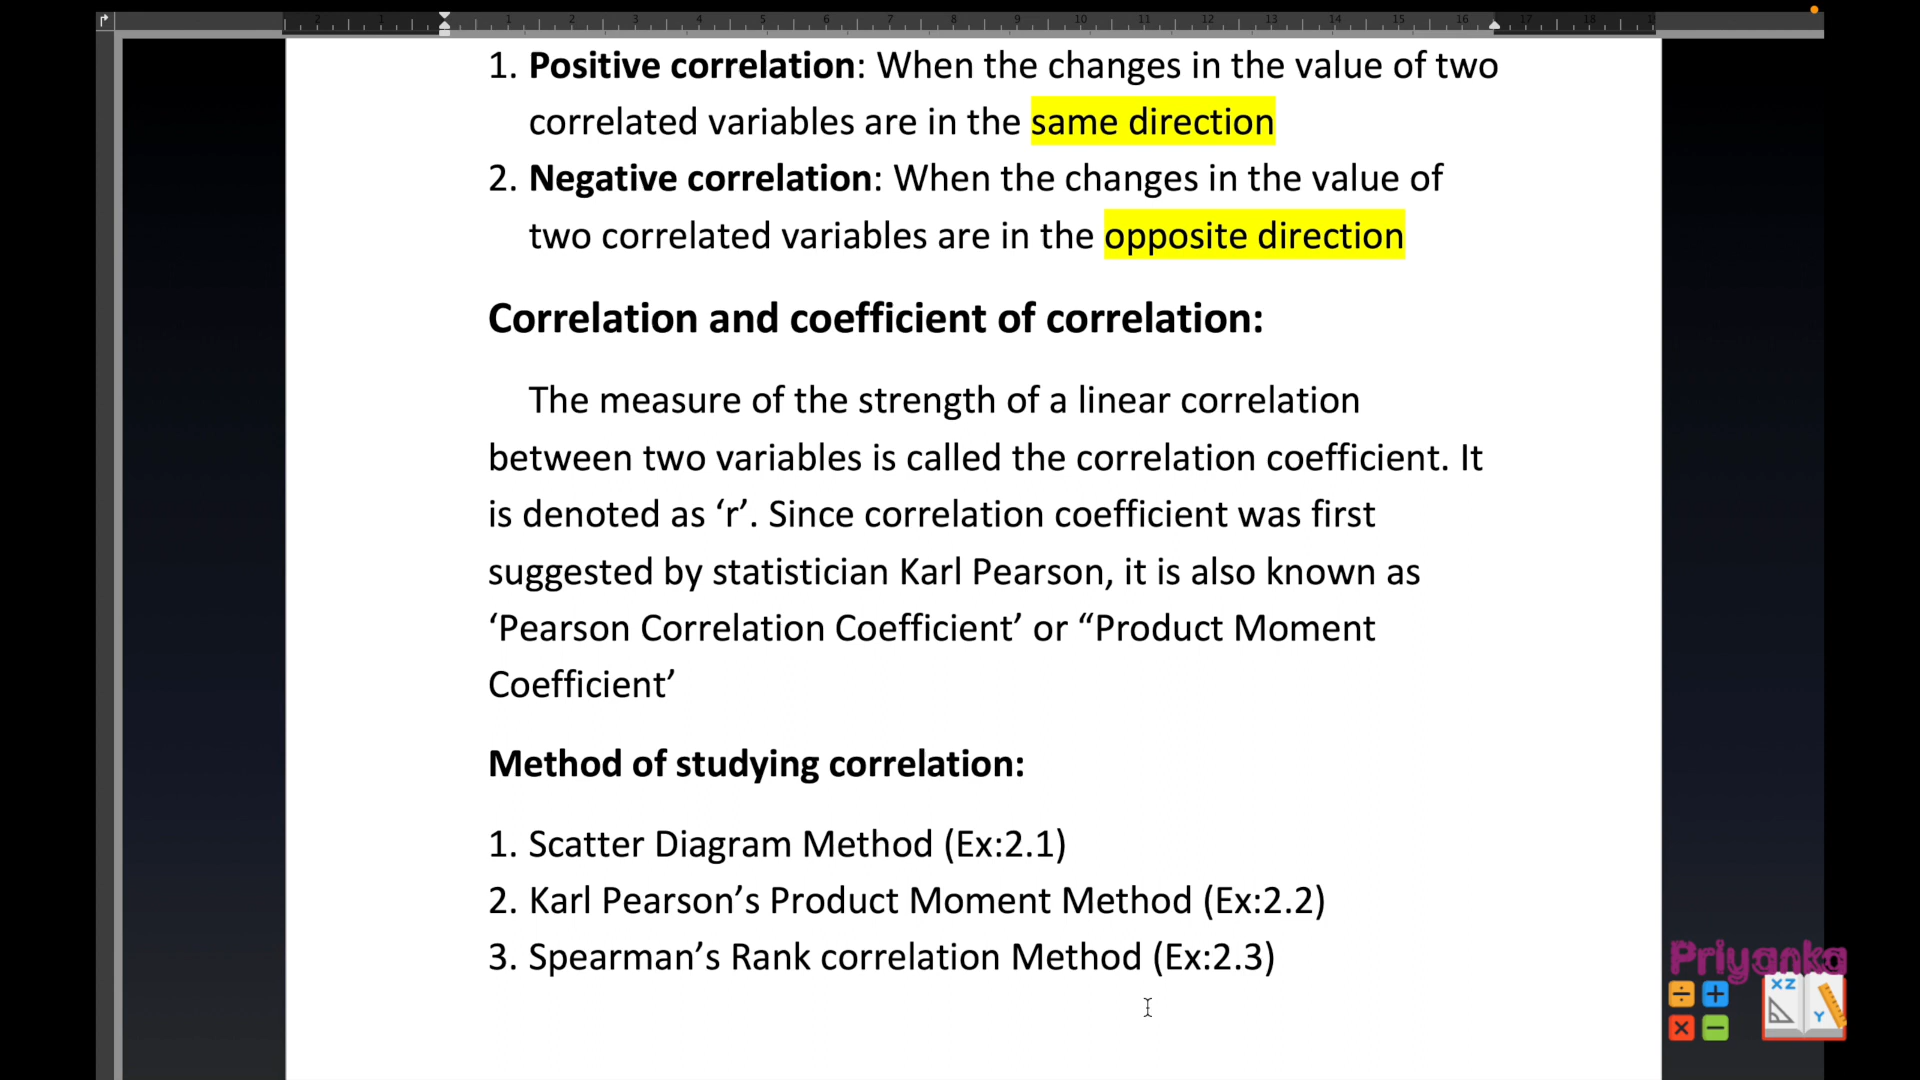 1. Positive correlation: When the changes in the value of two
correlated variables are in the same direction
2. Negative correlation: When the changes in the value of
two correlated variables are in the opposite direction
Correlation and coefficient of correlation:
The measure of the strength of a linear correlation
between two variables is called the correlation coefficient. It
is denoted as ‘r’. Since correlation coefficient was first
suggested by statistician Karl Pearson, it is also known as
‘Pearson Correlation Coefficient’ or “Product Moment
Coefficient’
Method of studying correlation:
1. Scatter Diagram Method (Ex:2.1)
2. Karl Pearson’s Product Moment Method (Ex:2.2)
3. Spearman’s Rank correlation Method (Ex:2.3)
Priyanka
XZ
Y